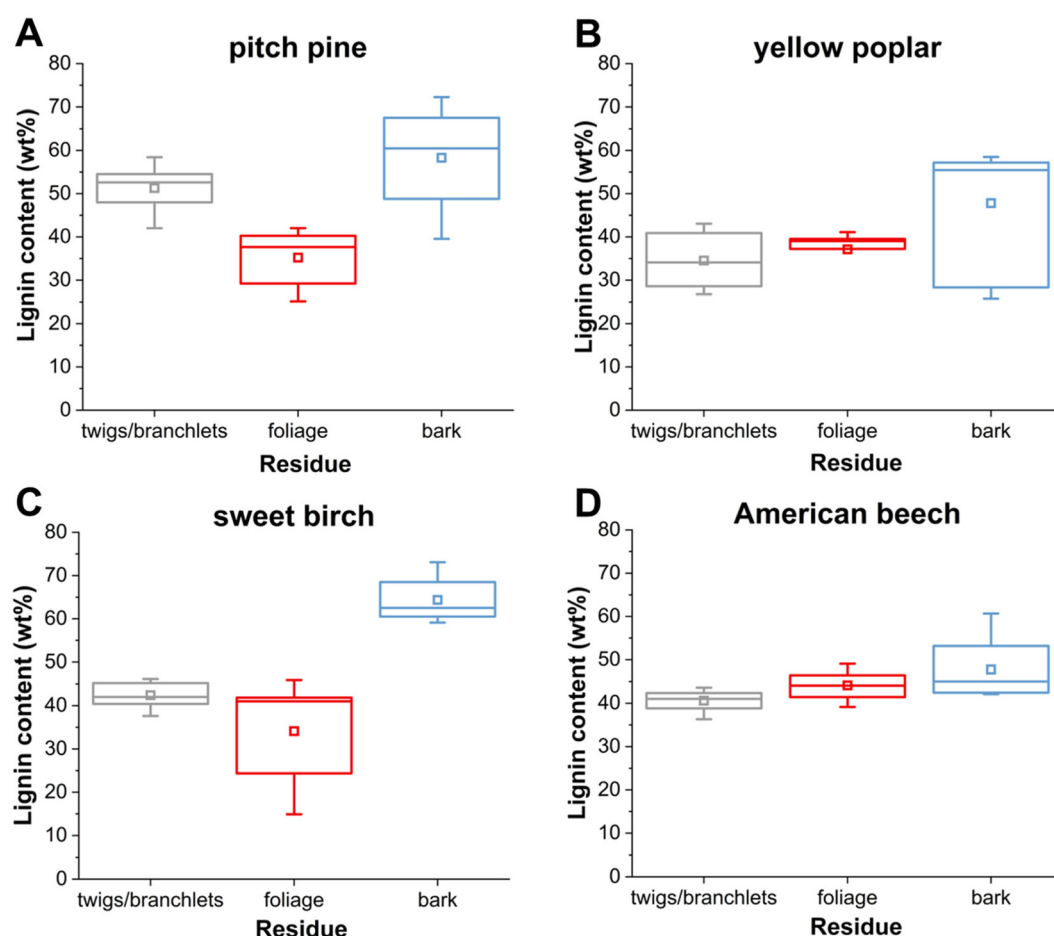 A
pitch pine
Lignin content (wt%)
80
70
60
50
40
30
20
10
0
twigs/branchlets
foliage
bark
Residue
B
yellow poplar
Lignin content (wt%)
80
70
60
50
40
30
20
10
0
twigs/branchlets
foliage
bark
Residue
C
sweet birch
Lignin content (wt%)
80
70
60
50
40
30
20
10
0
twigs/branchlets
foliage
bark
Residue
D
American beech
Lignin content (wt%)
80
70
60
50
40
30
20
10
0
twigs/branchlets
foliage
bark
Residue